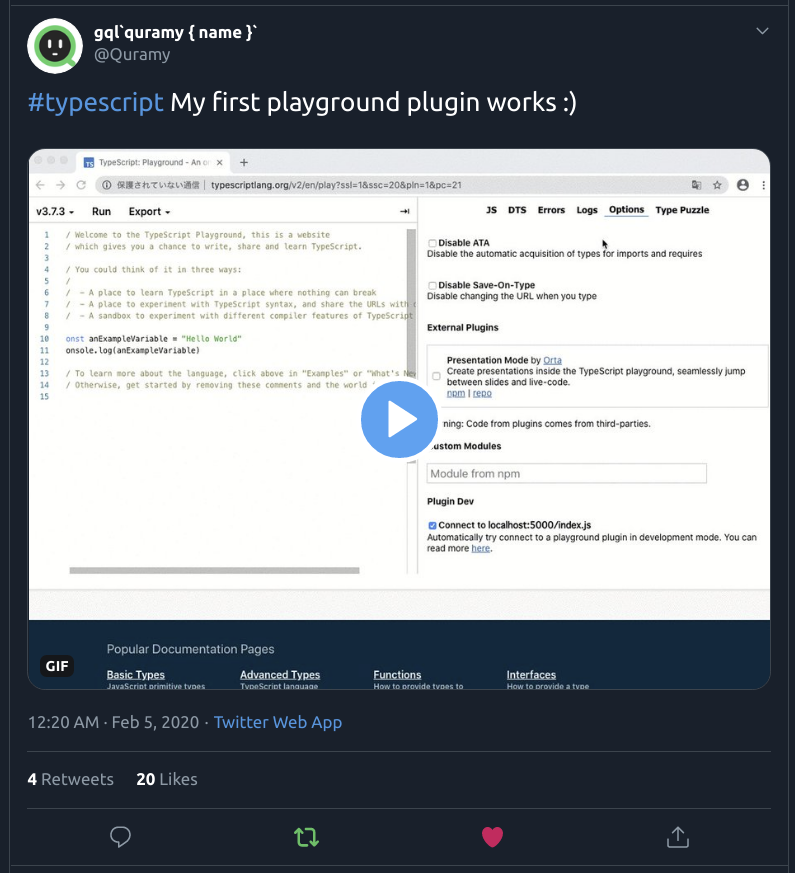 gql`quramy { name }`
@Quramy
#typescript My first playground plugin works :)
TS TypeScript: Playground - An or
保護されていない通信 | typescriptlang.org/v2/en/play?ssl=1&ssc=20&pln=1&pc=21
v3.7.3 Run Export
JS DTS Errors Logs Options Type Puzzle
1 / Welcome to the TypeScript Playground, this is a website
2 / which gives you a chance to write, share and learn TypeScript.
3
4 / You could think of it in three ways:
5 /
6 / - A place to learn TypeScript in a place where nothing can break
7 / - A place to experiment with TypeScript syntax, and share the URLs with
8 / - A sandbox to experiment with different compiler features of TypeScript
9
10 onst anExampleVariable = "Hello World"
11 onsole.log(anExampleVariable)
12
13 / To learn more about the language, click above in "Examples" or "What's Ne
14 / Otherwise, get started by removing these comments and the world
15
Disable ATA
Disable the automatic acquisition of types for imports and requires
Disable Save-On-Type
Disable changing the URL when you type
External Plugins
Presentation Mode by Orta
Create presentations inside the TypeScript playground, seamlessly jump
between slides and live-code.
npm | repo
ning: Code from plugins comes from third-parties.
ustom Modules
Module from npm
Plugin Dev
Connect to localhost:5000/index.js
Automatically try connect to a playground plugin in development mode. You can
read more here.
Popular Documentation Pages
Basic Types Advanced Types Functions Interfaces
JavaScript primitive types TypeScript language How to provide types to How to provide a type
GIF
12:20 AM · Feb 5, 2020 · Twitter Web App
4 Retweets 20 Likes